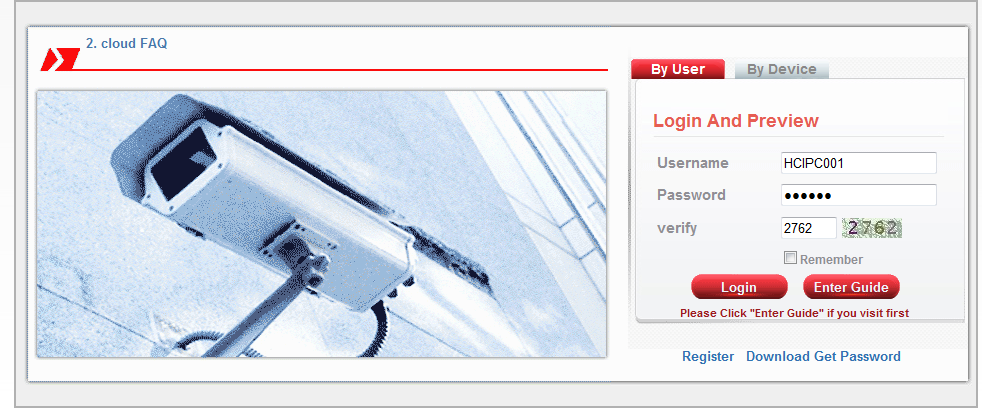 2. cloud FAQ
By User By Device
Login And Preview
Username HCIPC001
Password ●●●●●●
verify 2762 2762
Remember
Login Enter Guide
Please Click "Enter Guide" if you visit first
Register Download Get Password